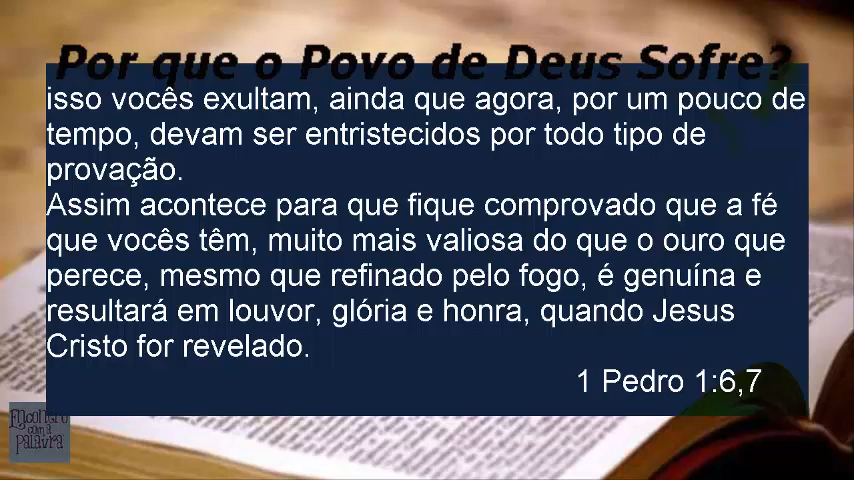 Por que o Povo de Deus Sofre?
isso vocês exultam, ainda que agora, por um pouco de
tempo, devam ser entristecidos por todo tipo de
provação.
Assim acontece para que fique comprovado que a fé
que vocês têm, muito mais valiosa do que o ouro que
perece, mesmo que refinado pelo fogo, é genuína e
resultará em louvor, glória e honra, quando Jesus
Cristo for revelado.
1 Pedro 1:6,7
Encontro
com a
Palavra